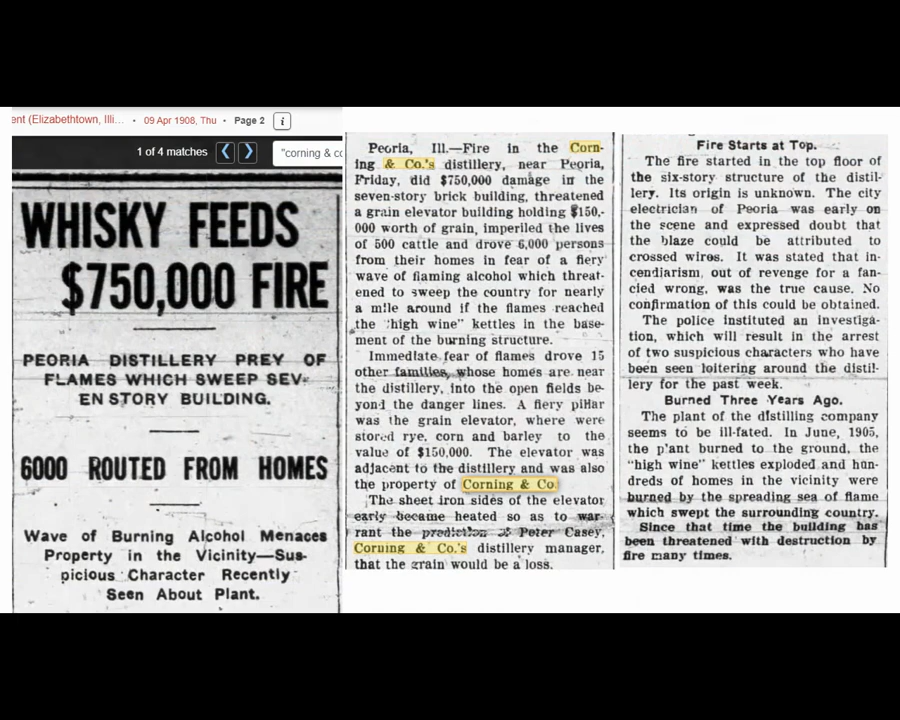 ent (Elizabethtown, Illi... • 09 Apr 1908, Thu • Page 2 i
1 of 4 matches "corning & co
WHISKY FEEDS
$750,000 FIRE
PEORIA DISTILLERY PREY OF
FLAMES WHICH SWEEP SEV-
EN STORY BUILDING.
6000 ROUTED FROM HOMES
Wave of Burning Alcohol Menaces
Property in the Vicinity—Sus-
picious Character Recently
Seen About Plant.
Peoria, Ill.—Fire in the Corn-
ing & Co.'s distillery, near Peoria,
Friday, did $750,000 damage in the
seven-story brick building, threatened
a grain elevator building holding $150,-
000 worth of grain, imperiled the lives
of 500 cattle and drove 6,000 persons
from their homes in fear of a fiery
wave of flaming alcohol which threat-
ened to sweep the country for nearly
a mile around if the flames reached
the "high wine" kettles in the base-
ment of the burning structure.
Immediate fear of flames drove 15
other families, whose homes are near
the distillery, into the open fields be-
yond the danger lines. A fiery pillar
was the grain elevator, where were
stored rye, corn and barley to the
value of $150,000. The elevator was
adjacent to the distillery and was also
the property of Corning & Co.
The sheet iron sides of the elevator
early became heated so as to war-
rant the prediction of Peter Casey,
Corning & Co.'s distillery manager,
that the grain would be a loss.
Fire Starts at Top.
The fire started in the top floor of
the six-story structure of the distil-
lery. Its origin is unknown. The city
electrician of Peoria was early on
the scene and expressed doubt that
the blaze could be attributed to
crossed wires. It was stated that in-
cendiarism, out of revenge for a fan-
cied wrong, was the true cause. No
confirmation of this could be obtained.
The police instituted an investiga-
tion, which will result in the arrest
of two suspicious characters who have
been seen loitering around the distil-
lery for the past week.
Burned Three Years Ago.
The plant of the distilling company
seems to be ill-fated. In June, 1905,
the plant burned to the ground, the
"high wine" kettles exploded and hun-
dreds of homes in the vicinity were
burned by the spreading sea of flame
which swept the surrounding country.
Since that time the building has
been threatened with destruction by
fire many times.